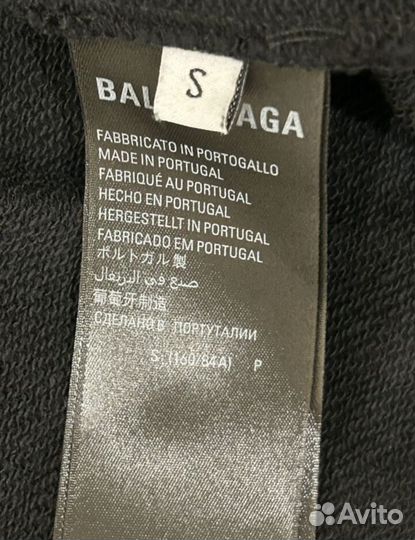 S
BAL AGA
FABBRICATO IN PORTOGALLO
MADE IN PORTUGAL
FABRIQUÉ AU PORTUGAL
HECHO EN PORTUGAL
HERGESTELLT IN PORTUGAL
FABRICADO EM PORTUGAL
ポルトガル製
صنع في البرتغال
葡萄牙制造
СДЕЛАНО В ПОРТУГАЛИИ
S. (160/84A) P
Avito